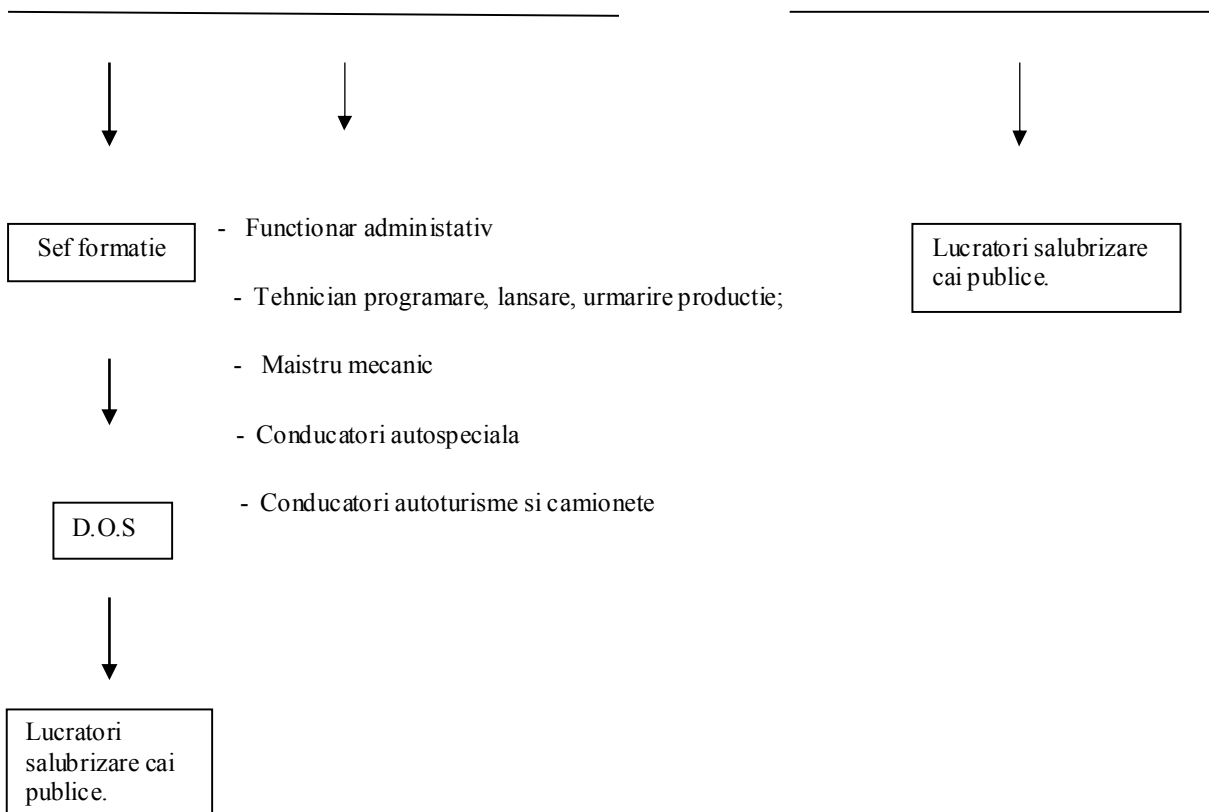 Sef formatie
- Functionar administativ
- Tehnician programare, lansare, urmarire productie;
- Maistru mecanic
- Conducatori autospeciala
- Conducatori autoturisme si camionete
D.O.S
Lucratori
salubrizare cai
publice.
Lucratori salubrizare
cai publice.